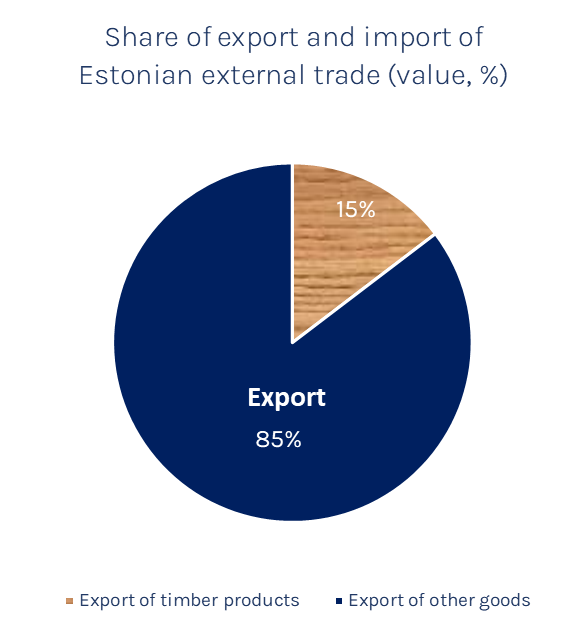 Share of export and import of
Estonian external trade (value, %)
15%
Export
85%
Export of timber products
Export of other goods